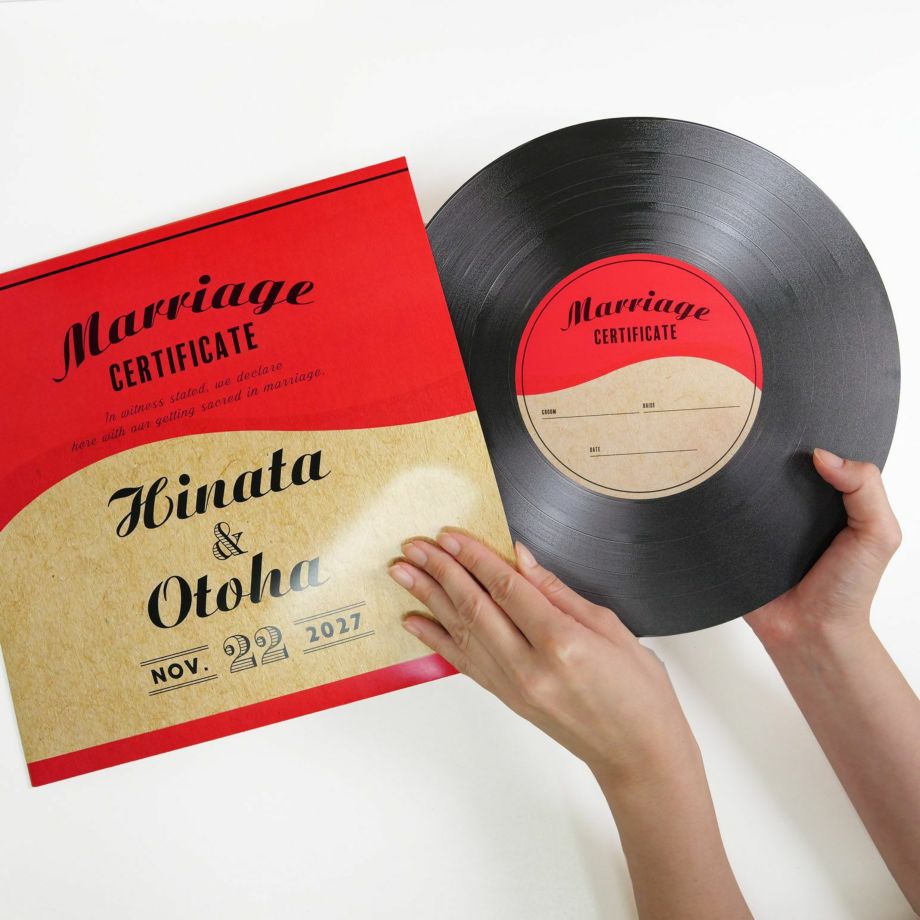 Marriage
CERTIFICATE
In witness stated, we declare
here with our getting sacred in marriage.
Hinata
&
Otoha
NOV. 22 2027
Marriage
CERTIFICATE
GROOM BRIDE
DATE